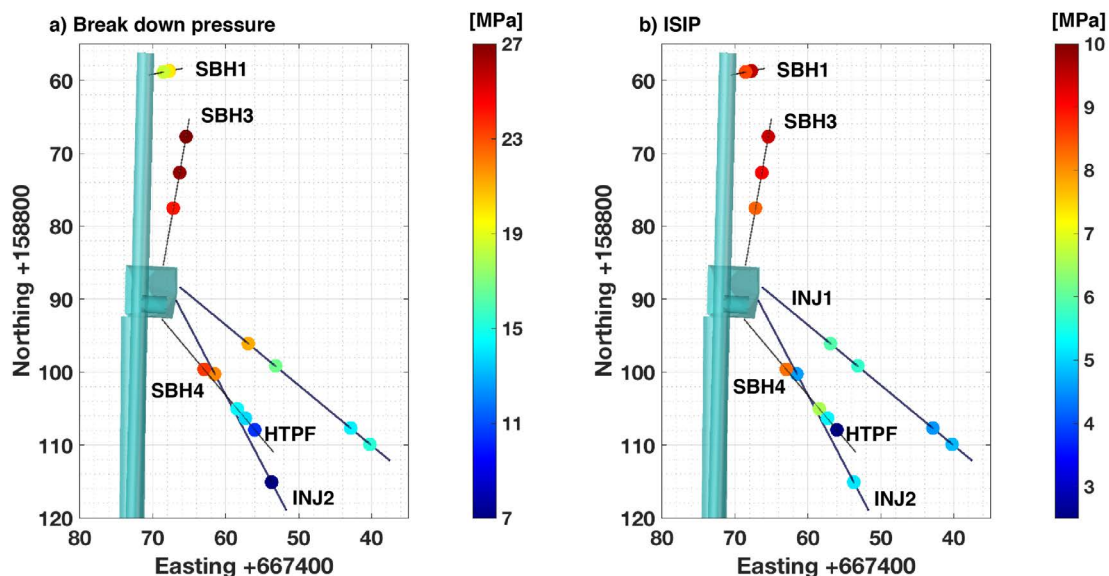 a) Break down pressure
[MPa]
60
70
80
90
100
110
120
Northing +158800
80
70
60
50
40
Easting +667400
SBH1
SBH3
SBH4
HTPF
INJ2
27
23
19
15
11
7
b) ISIP
[MPa]
60
70
80
90
100
110
120
Northing +158800
80
70
60
50
40
Easting +667400
SBH1
SBH3
INJ1
SBH4
HTPF
INJ2
10
9
8
7
6
5
4
3